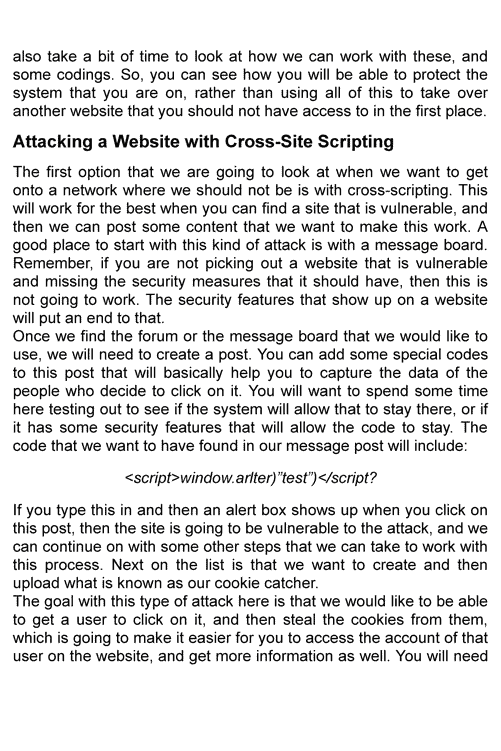 also take a bit of time to look at how we can work with these, and
some codings. So, you can see how you will be able to protect the
system that you are on, rather than using all of this to take over
another website that you should not have access to in the first place.
Attacking a Website with Cross-Site Scripting
The first option that we are going to look at when we want to get
onto a network where we should not be is with cross-scripting. This
will work for the best when you can find a site that is vulnerable, and
then we can post some content that we want to make this work. A
good place to start with this kind of attack is with a message board.
Remember, if you are not picking out a website that is vulnerable
and missing the security measures that it should have, then this is
not going to work. The security features that show up on a website
will put an end to that.
Once we find the forum or the message board that we would like to
use, we will need to create a post. You can add some special codes
to this post that will basically help you to capture the data of the
people who decide to click on it. You will want to spend some time
here testing out to see if the system will allow that to stay there, or if
it has some security features that will allow the code to stay. The
code that we want to have found in our message post will include:
<script>window.arlter)”test”)</script?
If you type this in and then an alert box shows up when you click on
this post, then the site is going to be vulnerable to the attack, and we
can continue on with some other steps that we can take to work with
this process. Next on the list is that we want to create and then
upload what is known as our cookie catcher.
The goal with this type of attack here is that we would like to be able
to get a user to click on it, and then steal the cookies from them,
which is going to make it easier for you to access the account of that
user on the website, and get more information as well. You will need